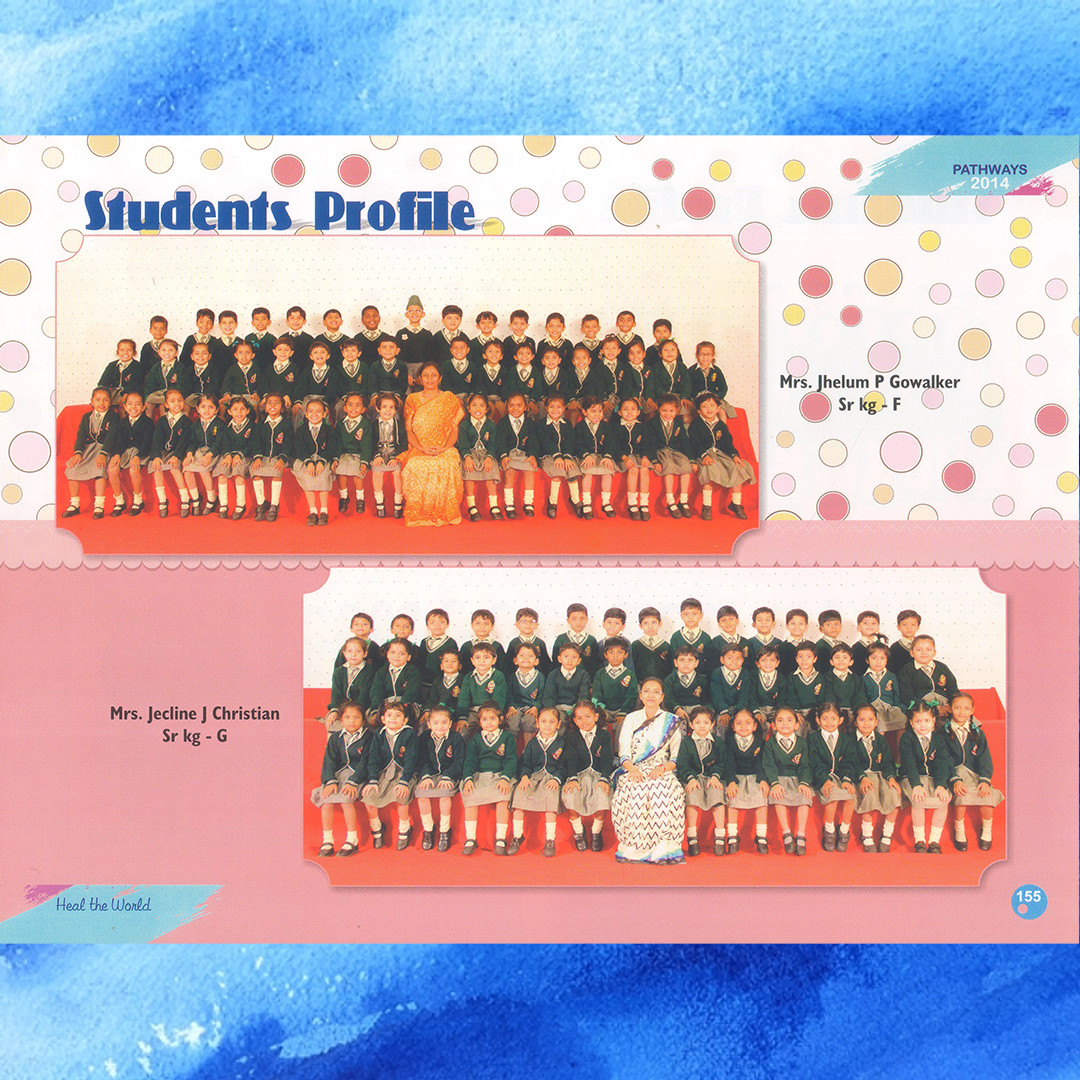 PATHWAYS
2014
Students Profile
Mrs. Jhelum P Gowalker
Sr kg - F
Mrs. Jecline J Christian
Sr kg - G
Heal the World
155